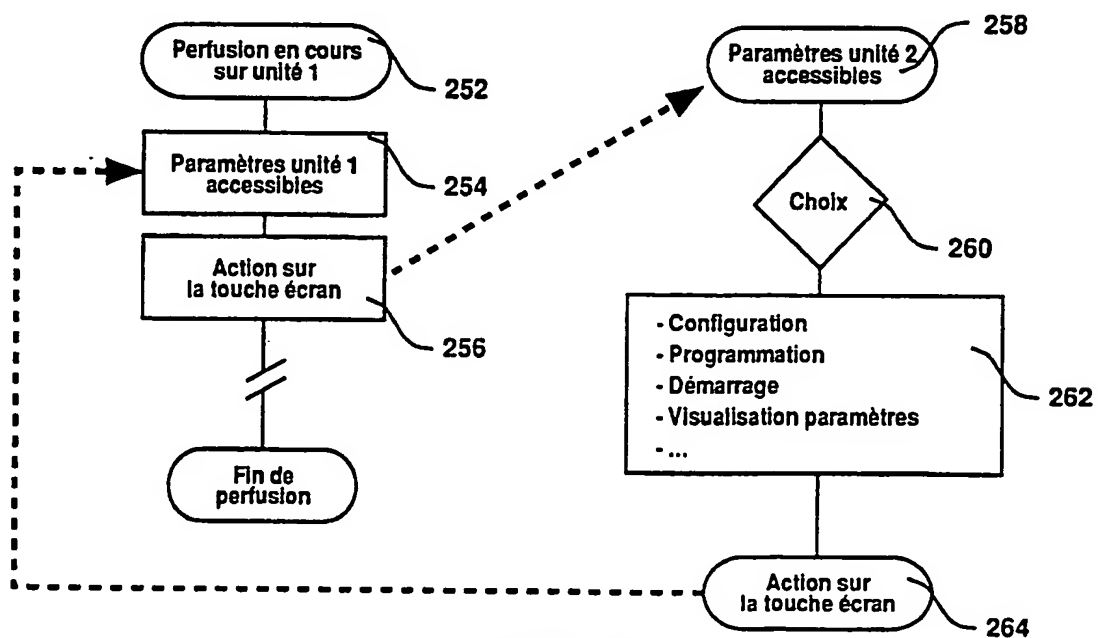 Perfusion en cours
sur unité 1
252
Paramètres unité 1
accessibles
254
Action sur
la touche écran
256
Fin de
perfusion
Paramètres unité 2
accessibles
258
Choix
260
- Configuration
- Programmation
- Démarrage
- Visualisation paramètres
- ...
262
Action sur
la touche écran
264